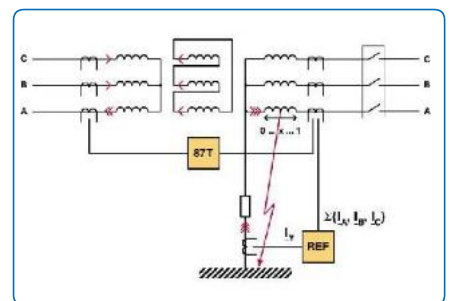 C
C
B
B
A
A
0 ... x ... 1
87T
Σ(I_A, I_B, I_C)
I_Y
REF